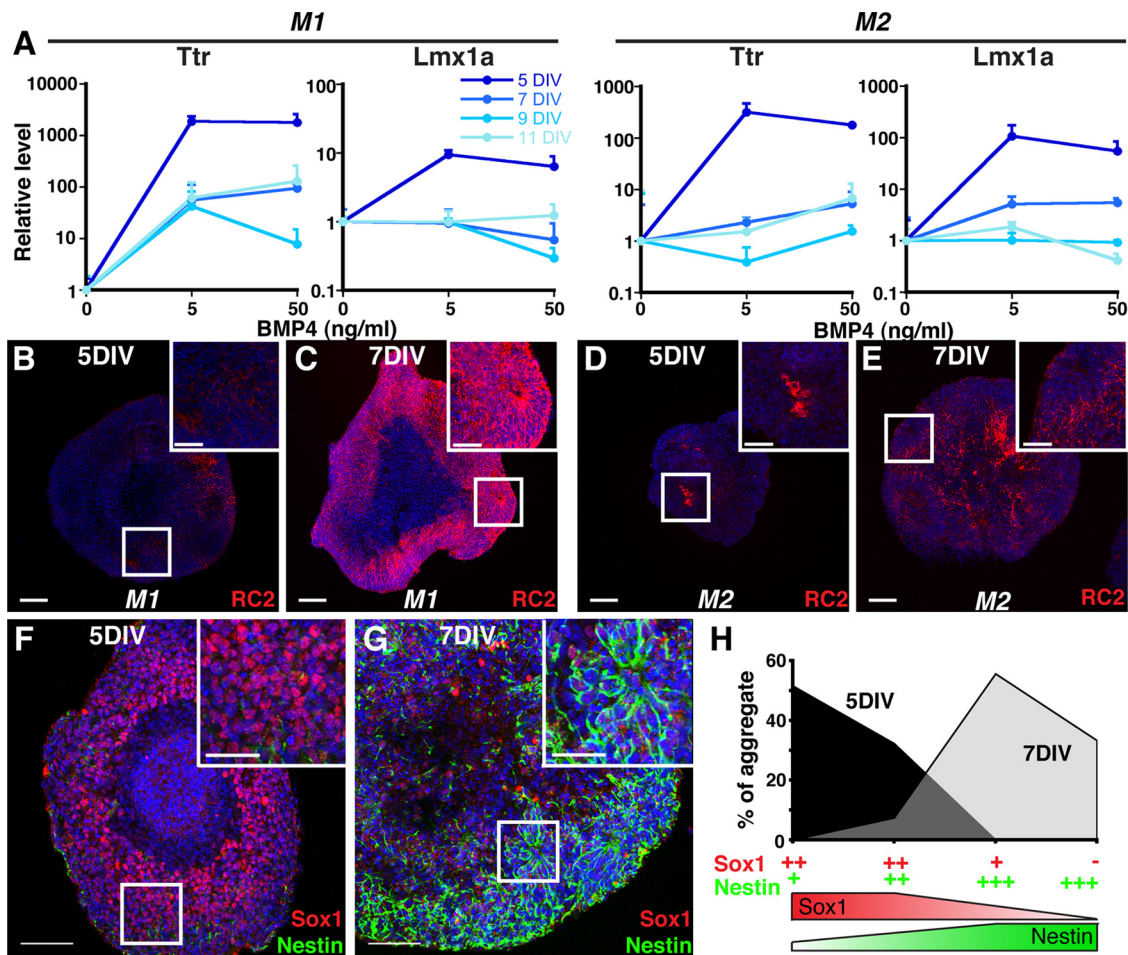 M1
M2
A
Ttr
Lmx1a
Ttr
Lmx1a
5 DIV
7 DIV
9 DIV
11 DIV
Relative level
10000
1000
100
10
1
0
5
50
100
10
1
0.1
0
5
50
1000
100
10
1
0.1
0
5
50
1000
100
10
1
0.1
0
5
50
BMP4 (ng/ml)
BMP4 (ng/ml)
B
5DIV
M1
RC2
C
7DIV
M1
RC2
D
5DIV
M2
RC2
E
7DIV
M2
RC2
F
5DIV
Sox1
Nestin
G
7DIV
Sox1
Nestin
H
% of aggregate
60
40
20
0
5DIV
7DIV
Sox1 ++ ++ + -
Nestin + ++ +++ +++
Sox1
Nestin